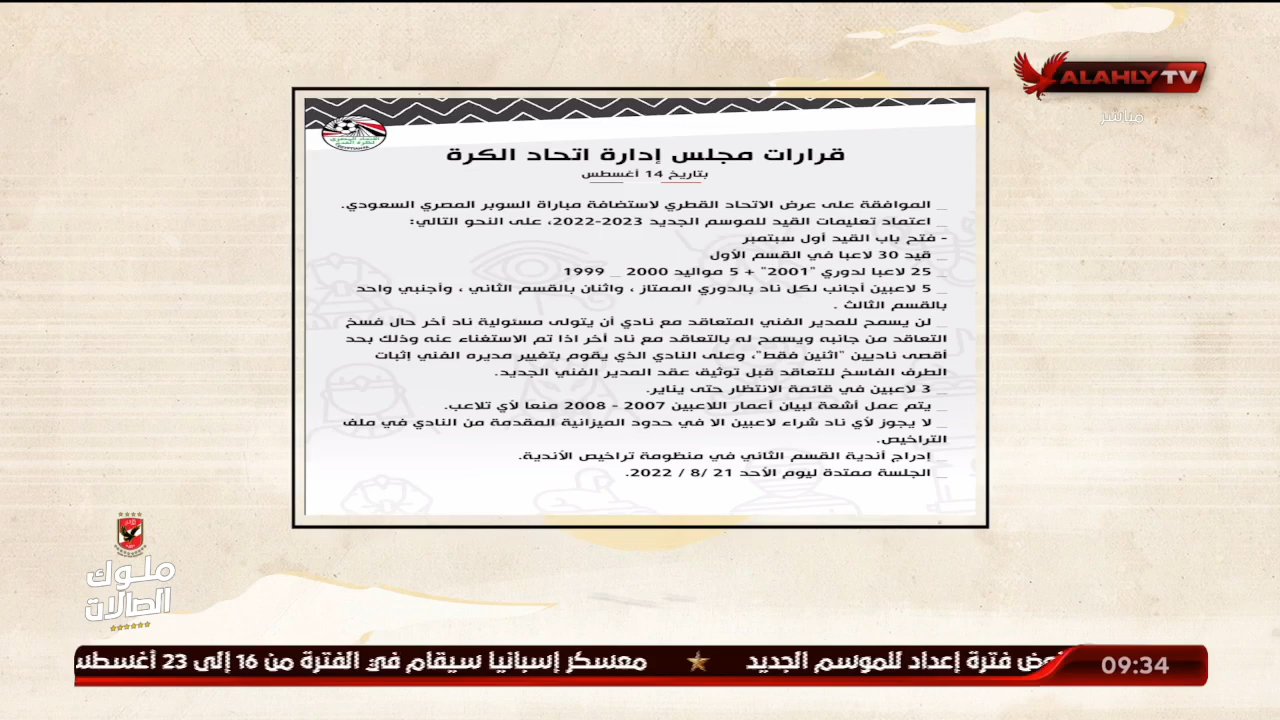 ALAHLY TV
مباشر
قرارات مجلس إدارة اتحاد الكرة
بتاريخ 14 أغسطس
_ الموافقة على عرض الاتحاد القطري لاستضافة مباراة السوبر المصري السعودي.
_ اعتماد تعليمات القيد للموسم الجديد 2023-2022، على النحو التالي:
- فتح باب القيد أول سبتمبر
_ قيد 30 لاعبا في القسم الأول
_ 25 لاعبا لدوري "2001" + 5 مواليد 2000 _ 1999
_ 5 لاعبين أجانب لكل ناد بالدوري الممتاز ، واثنان بالقسم الثاني ، وأجنبي واحد
بالقسم الثالث .
_ لن يسمح للمدير الفني المتعاقد مع نادي أن يتولى مسئولية ناد أخر حال فسخ
التعاقد من جانبه ويسمح له بالتعاقد مع ناد أخر اذا تم الاستغناء عنه وذلك بحد
أقصى ناديين "اثنين فقط"، وعلى النادي الذي يقوم بتغيير مديره الفني إثبات
الطرف الفاسخ للتعاقد قبل توثيق عقد المدير الفني الجديد.
_ 3 لاعبين في قائمة الانتظار حتى يناير.
_ يتم عمل أشعة لبيان أعمار اللاعبين 2007 - 2008 منعا لأي تلاعب.
_ لا يجوز لأي ناد شراء لاعبين الا في حدود الميزانية المقدمة من النادي في ملف
التراخيص.
_ إدراج أندية القسم الثاني في منظومة تراخيص الأندية.
_ الجلسة ممتدة ليوم الأحد 21 /8 / 2022.
ملوك
الصالات
09:34
فترة إعداد للموسم الجديد ★ معسكر إسبانيا سيقام في الفترة من 16 إلى 23 أغسطس